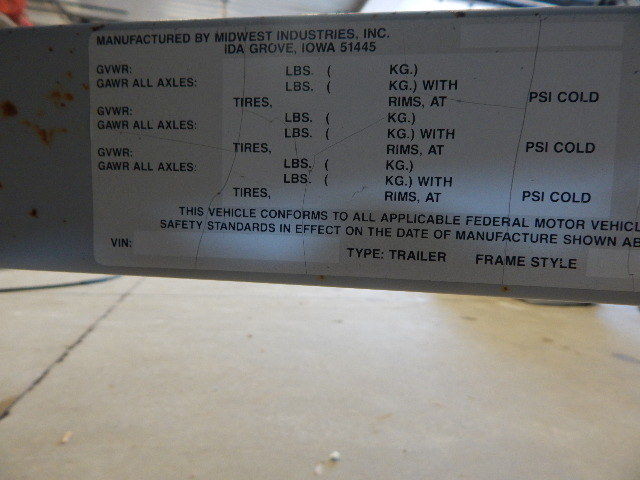 MANUFACTURED BY MIDWEST INDUSTRIES, INC.
IDA GROVE, IOWA 51445
GVWR: LBS. ( KG.)
GAWR ALL AXLES: LBS. ( KG.) WITH
TIRES, RIMS, AT PSI COLD
GVWR: LBS. ( KG.)
GAWR ALL AXLES: LBS. ( KG.) WITH
TIRES, RIMS, AT PSI COLD
GVWR: LBS. ( KG.)
GAWR ALL AXLES: LBS. ( KG.) WITH
TIRES, RIMS, AT PSI COLD
THIS VEHICLE CONFORMS TO ALL APPLICABLE FEDERAL MOTOR VEHICL
SAFETY STANDARDS IN EFFECT ON THE DATE OF MANUFACTURE SHOWN AB
VIN: TYPE: TRAILER FRAME STYLE